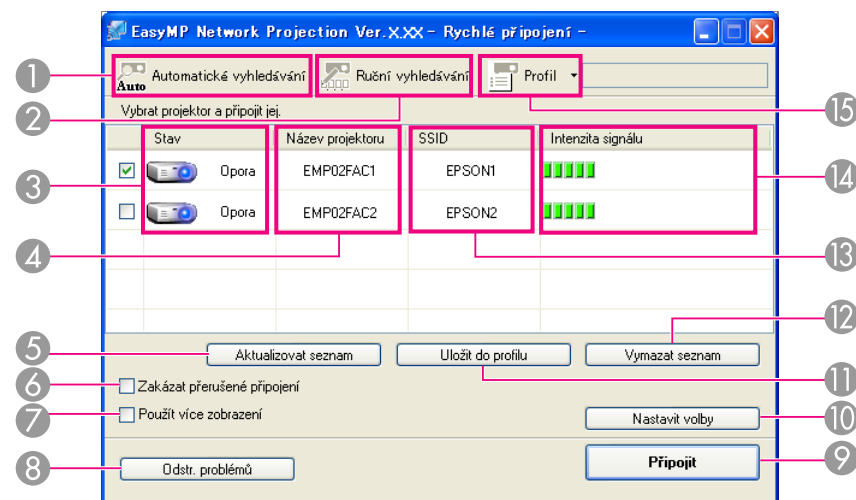 EasyMP Network Projection Ver.X.XX – Rychlé připojení –
1 Auto Automatické vyhledávání Ruční vyhledávání Profil
2 Vybrat projektor a připojit jej. 15
Stav Název projektoru SSID Intenzita signálu
3 Opora EMP02FAC1 EPSON1 14
Opora EMP02FAC2 EPSON2
4 13
12
5 Aktualizovat seznam Uložit do profilu Vymazat seznam
6 Zakázat přerušené připojení 11
7 Použít více zobrazení Nastavit volby 10
8 Odstr. problémů Připojit 9